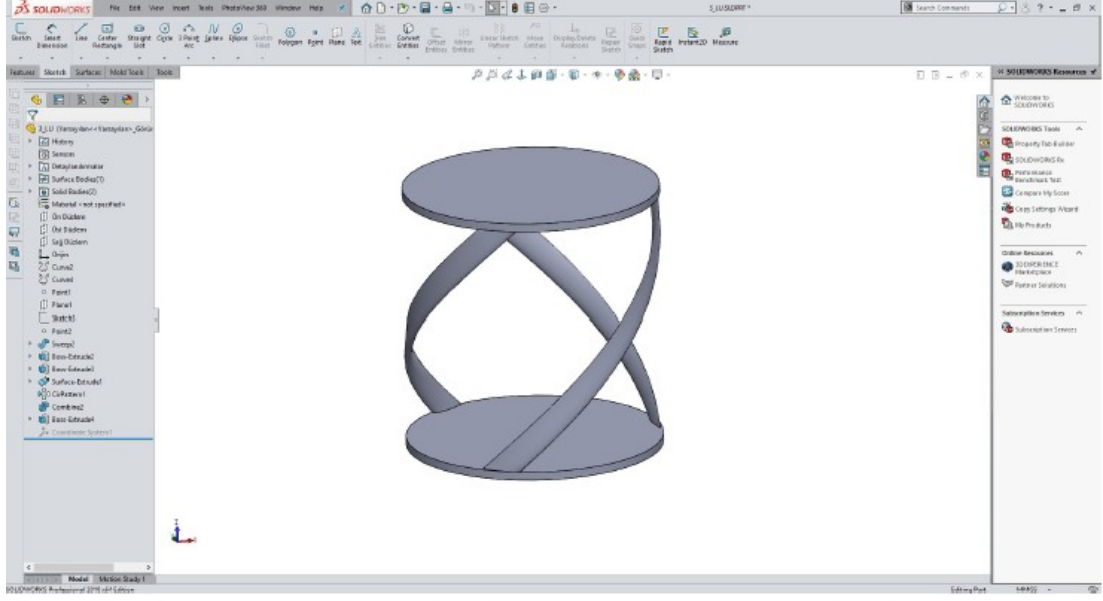 SOLIDWORKS File Edit View Insert Tools PhotoView 360 Window Help
3_LU.SLDPRT *
Search Commands
Sketch Smart Dimension Line Center Rectangle Straight Slot Circle 3 Point Arc Spline Ellipse Sketch Fillet Polygon Point Plane Text Trim Entities Convert Entities Offset Entities Mirror Entities Linear Sketch Pattern Move Entities Display/Delete Relations Repair Sketch Quick Snaps Rapid Sketch Instant2D Measure
Features Sketch Surfaces Mold Tools Tools
History
Sensors
Surface Bodies(1)
Solid Bodies(2)
Material <not specified>
Ön Düzlem
Üst Düzlem
Sağ Düzlem
Orijin
Curve2
Point1
Plane1
Sketch1
Point2
Sweep2
Boss-Extrude2
Surface-Extrude1
CirPattern1
Combine2
Boss-Extrude4
Coordinate System1
Model Motion Study 1
SOLIDWORKS Resources
Welcome to SOLIDWORKS
SOLIDWORKS Tools
Property Tab Builder
SOLIDWORKS Rx
Performance Benchmark Test
Compare My Score
Copy Settings Wizard
My Products
Online Resources
3DEXPERIENCE Marketplace
Partner Solutions
Subscription Services
Subscription Services
Editing Part
MMGS